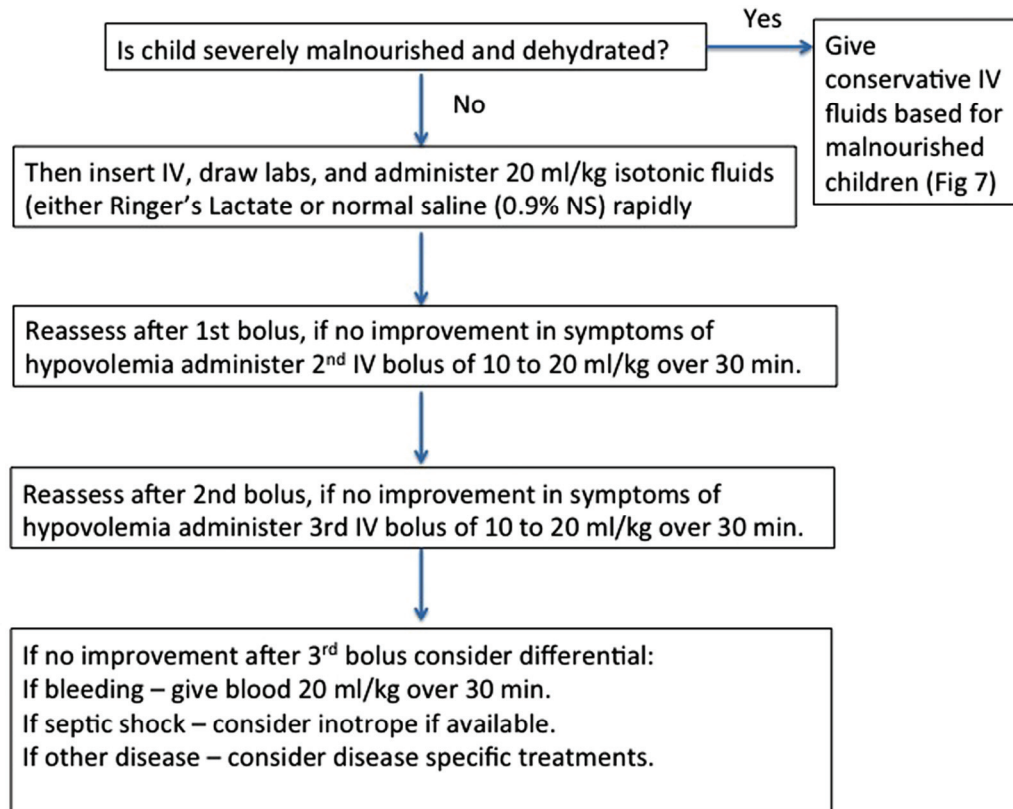 Is child severely malnourished and dehydrated?
Yes
Give
conservative IV
fluids based for
malnourished
children (Fig 7)
No
Then insert IV, draw labs, and administer 20 ml/kg isotonic fluids
(either Ringer’s Lactate or normal saline (0.9% NS) rapidly
Reassess after 1st bolus, if no improvement in symptoms of
hypovolemia administer 2nd IV bolus of 10 to 20 ml/kg over 30 min.
Reassess after 2nd bolus, if no improvement in symptoms of
hypovolemia administer 3rd IV bolus of 10 to 20 ml/kg over 30 min.
If no improvement after 3rd bolus consider differential:
If bleeding – give blood 20 ml/kg over 30 min.
If septic shock – consider inotrope if available.
If other disease – consider disease specific treatments.